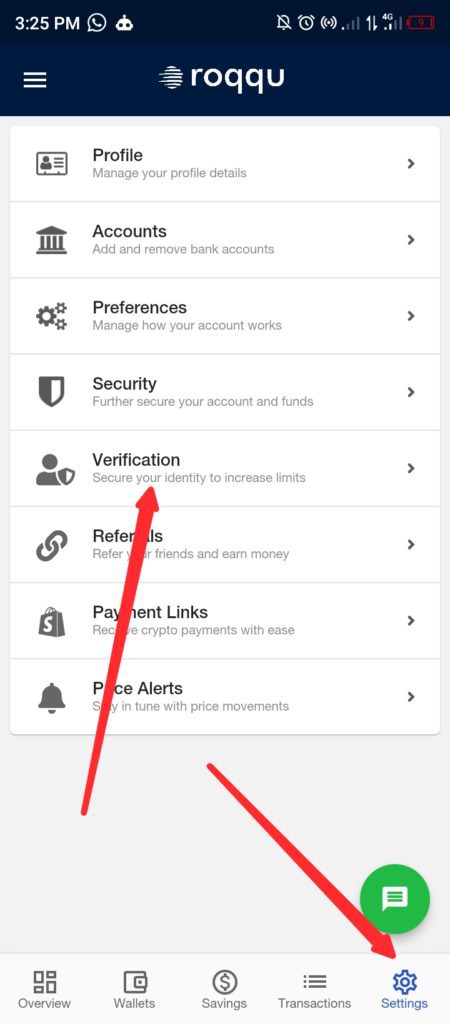 3:25 PM
4G
9
roqqu
Profile
Manage your profile details
Accounts
Add and remove bank accounts
Preferences
Manage how your account works
Security
Further secure your account and funds
Verification
Secure your identity to increase limits
Referrals
Refer your friends and earn money
Payment Links
Receive crypto payments with ease
Price Alerts
Stay in tune with price movements
Overview Wallets Savings Transactions Settings